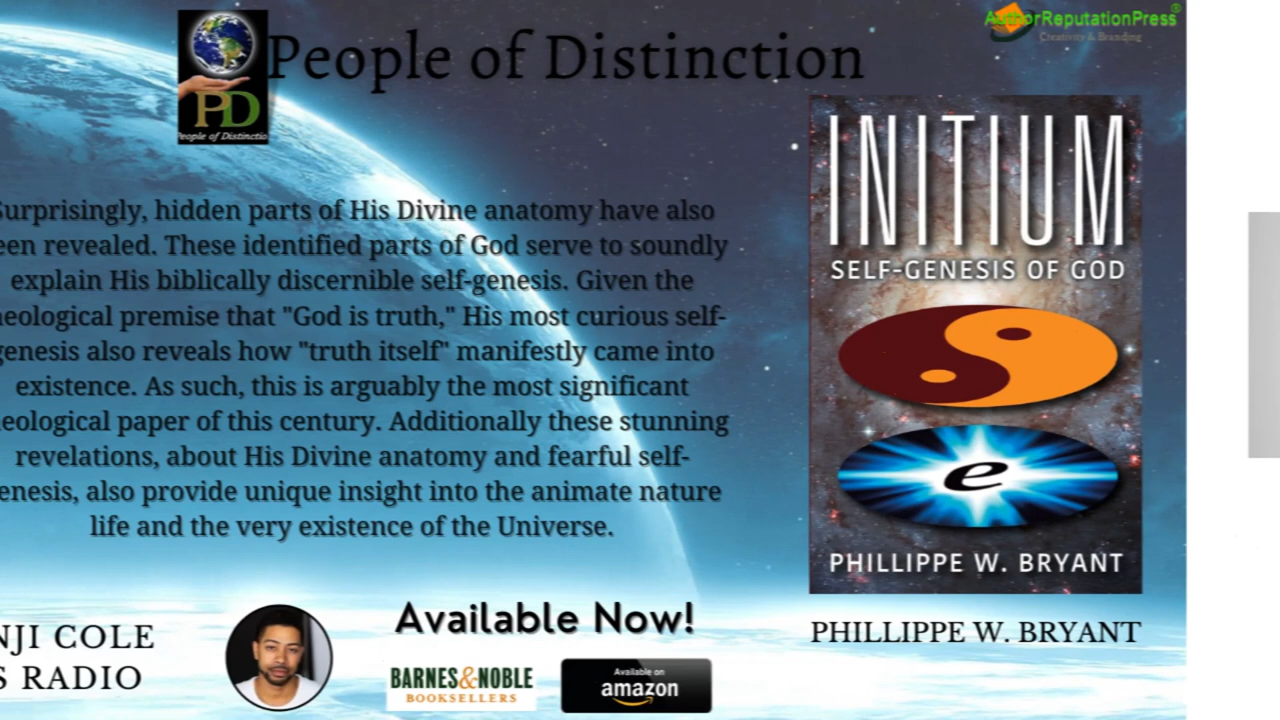 People of Distinction
AuthorReputationPress®
Creativity & Branding
PD
People of Distinctio
INITIUM
SELF-GENESIS OF GOD
e
PHILLIPPE W. BRYANT
urprisingly, hidden parts of His Divine anatomy have also
een revealed. These identified parts of God serve to soundly
explain His biblically discernible self-genesis. Given the
eological premise that "God is truth," His most curious self-
genesis also reveals how "truth itself" manifestly came into
existence. As such, this is arguably the most significant
eological paper of this century. Additionally these stunning
revelations, about His Divine anatomy and fearful self-
enesis, also provide unique insight into the animate nature
life and the very existence of the Universe.
NJI COLE
S RADIO
Available Now!
BARNES&NOBLE
BOOKSELLERS
Available on
amazon
PHILLIPPE W. BRYANT